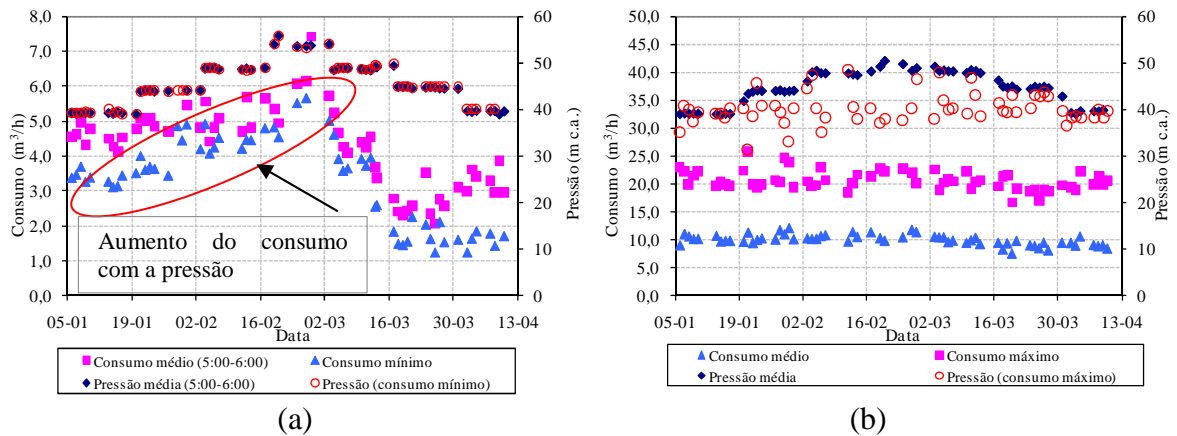 8,0
7,0
6,0
5,0
4,0
3,0
2,0
1,0
0,0
Consumo (m³/h)
60
50
40
30
20
10
0
Pressão (m c.a.)
Aumento do consumo
com a pressão
05-01 19-01 02-02 16-02 02-03 16-03 30-03 13-04
Data
Consumo médio (5:00-6:00) Consumo mínimo
Pressão média (5:00-6:00) Pressão (consumo mínimo)
(a)
50,0
45,0
40,0
35,0
30,0
25,0
20,0
15,0
10,0
5,0
0,0
Consumo (m³/h)
60
50
40
30
20
10
0
Pressão (m c.a.)
05-01 19-01 02-02 16-02 02-03 16-03 30-03 13-04
Data
Consumo médio Consumo máximo
Pressão média Pressão (consumo máximo)
(b)